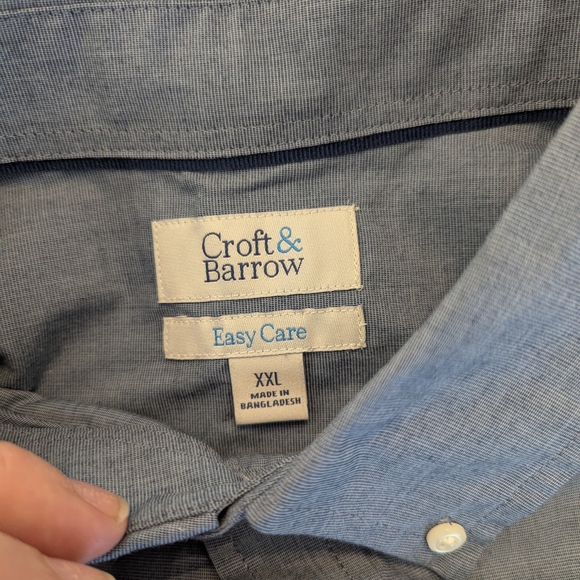 Croft &
Barrow
Easy Care
XXL
MADE IN
BANGLADESH